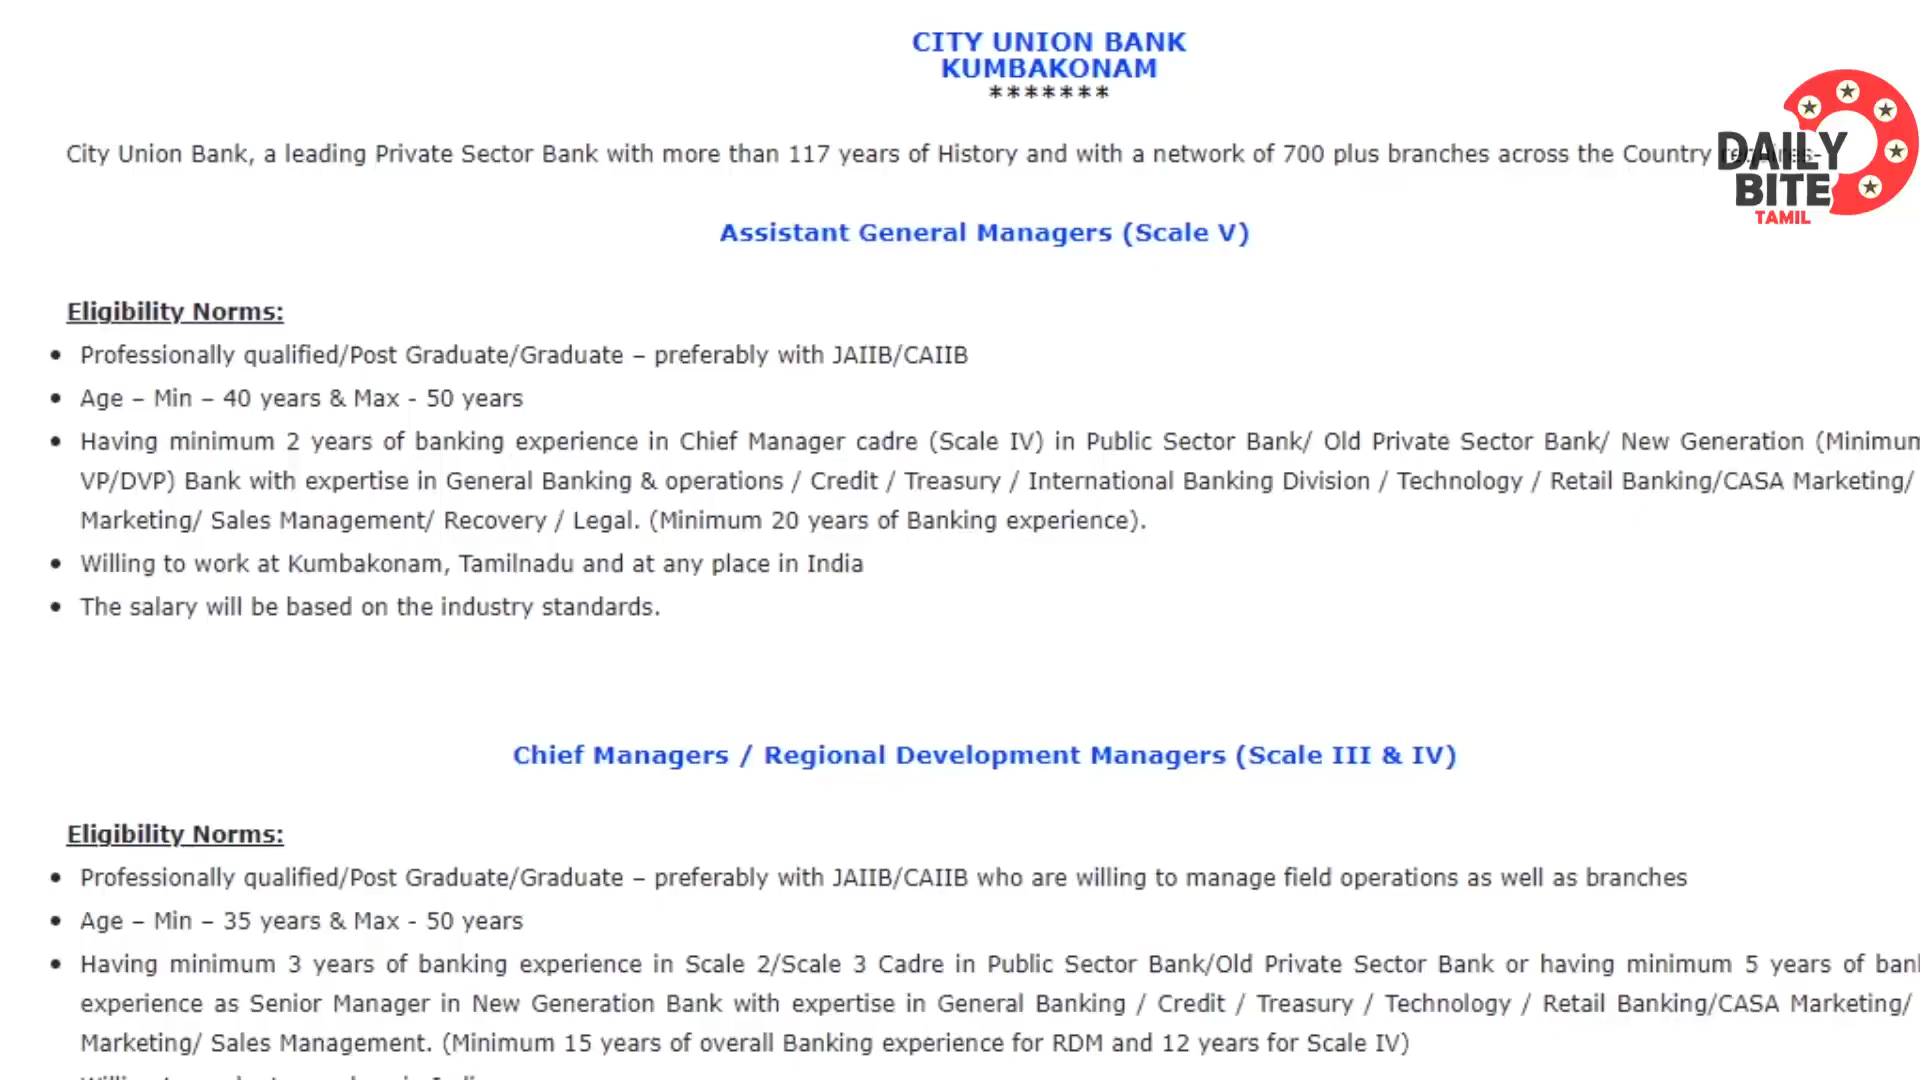 CITY UNION BANK
KUMBAKONAM
*******
City Union Bank, a leading Private Sector Bank with more than 117 years of History and with a network of 700 plus branches across the Country
DAILY
BITE
TAMIL
Assistant General Managers (Scale V)
Eligibility Norms:
• Professionally qualified/Post Graduate/Graduate – preferably with JAIIB/CAIIB
• Age – Min – 40 years & Max - 50 years
• Having minimum 2 years of banking experience in Chief Manager cadre (Scale IV) in Public Sector Bank/ Old Private Sector Bank/ New Generation (Minimum
VP/DVP) Bank with expertise in General Banking & operations / Credit / Treasury / International Banking Division / Technology / Retail Banking/CASA Marketing/
Marketing/ Sales Management/ Recovery / Legal. (Minimum 20 years of Banking experience).
• Willing to work at Kumbakonam, Tamilnadu and at any place in India
• The salary will be based on the industry standards.
Chief Managers / Regional Development Managers (Scale III & IV)
Eligibility Norms:
• Professionally qualified/Post Graduate/Graduate – preferably with JAIIB/CAIIB who are willing to manage field operations as well as branches
• Age – Min – 35 years & Max - 50 years
• Having minimum 3 years of banking experience in Scale 2/Scale 3 Cadre in Public Sector Bank/Old Private Sector Bank or having minimum 5 years of
experience as Senior Manager in New Generation Bank with expertise in General Banking / Credit / Treasury / Technology / Retail Banking/CASA Marketing/
Marketing/ Sales Management. (Minimum 15 years of overall Banking experience for RDM and 12 years for Scale IV)